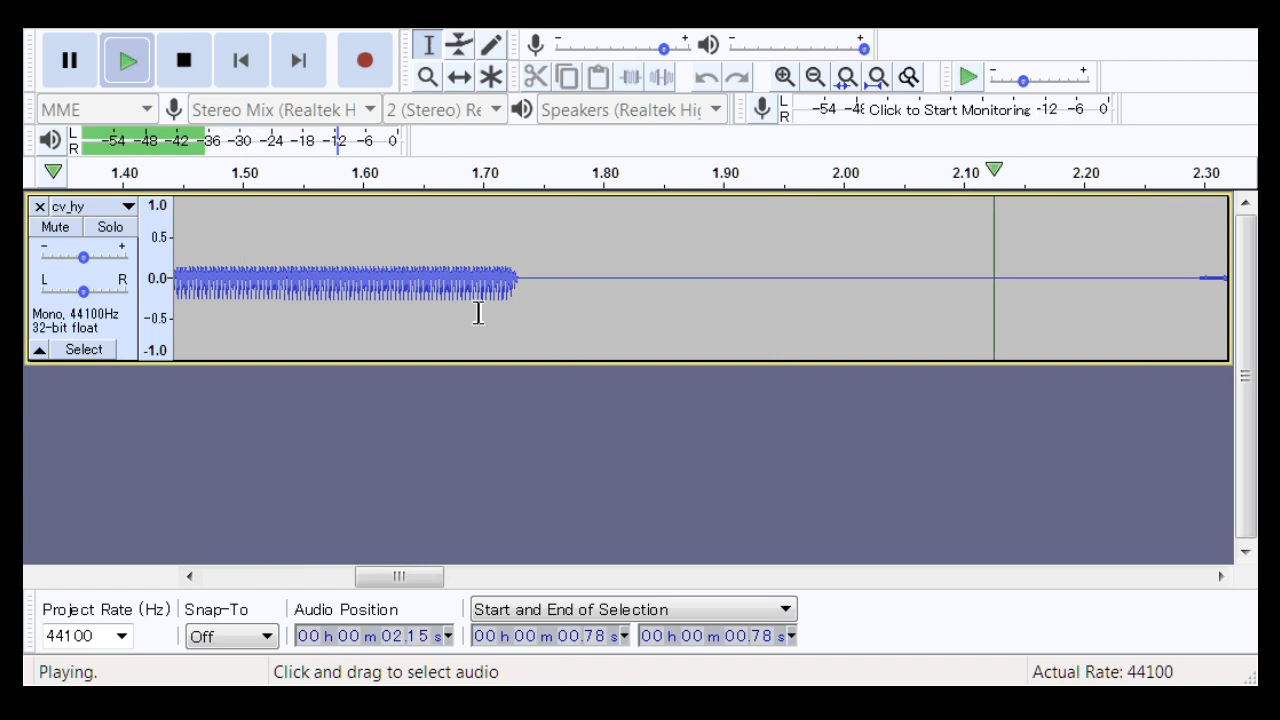 MME Stereo Mix (Realtek H 2 (Stereo) Re Speakers (Realtek Hig L R -54 -48 Click to Start Monitoring -12 -6 0
L R -54 -48 -42 -36 -30 -24 -18 -12 -6 0
1.40 1.50 1.60 1.70 1.80 1.90 2.00 2.10 2.20 2.30
cv_hy 1.0
Mute Solo
0.5
- +
L R 0.0
Mono, 44100Hz
32-bit float -0.5
Select -1.0
Project Rate (Hz) Snap-To Audio Position Start and End of Selection
44100 Off 00 h 00 m 02.15 s 00 h 00 m 00.78 s 00 h 00 m 00.78 s
Playing. Click and drag to select audio Actual Rate: 44100